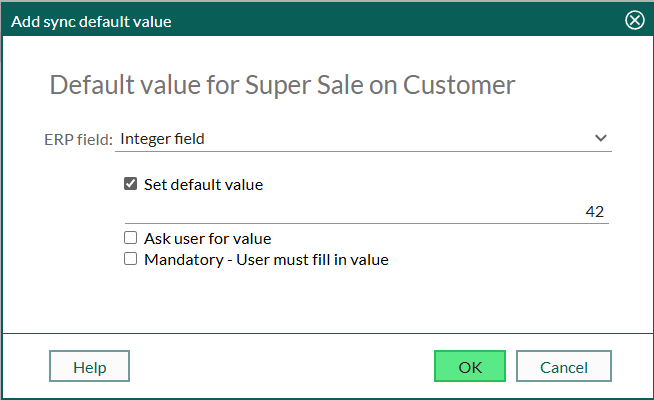 Add sync default value
Default value for Super Sale on Customer
ERP field: Integer field
Set default value
42
Ask user for value
Mandatory - User must fill in value
Help OK Cancel